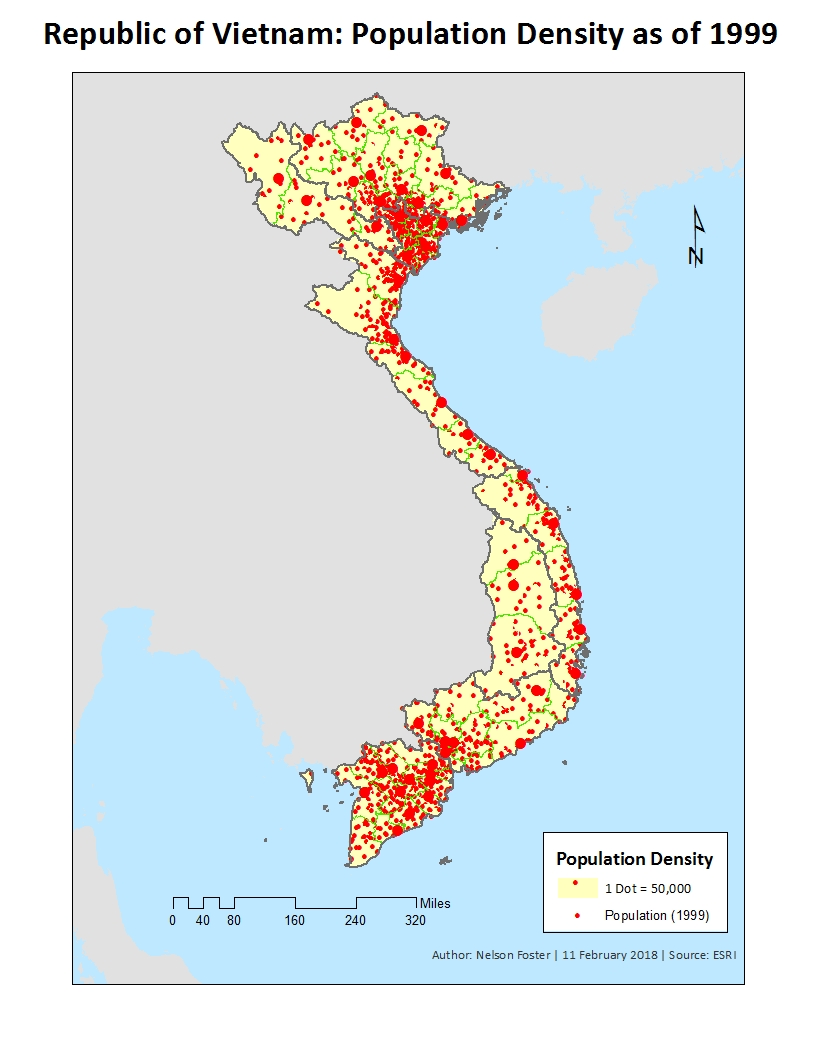 Republic of Vietnam: Population Density as of 1999
N
Population Density
1 Dot = 50,000
Population (1999)
Miles
0 40 80 160 240 320
Author: Nelson Foster | 11 February 2018 | Source: ESRI